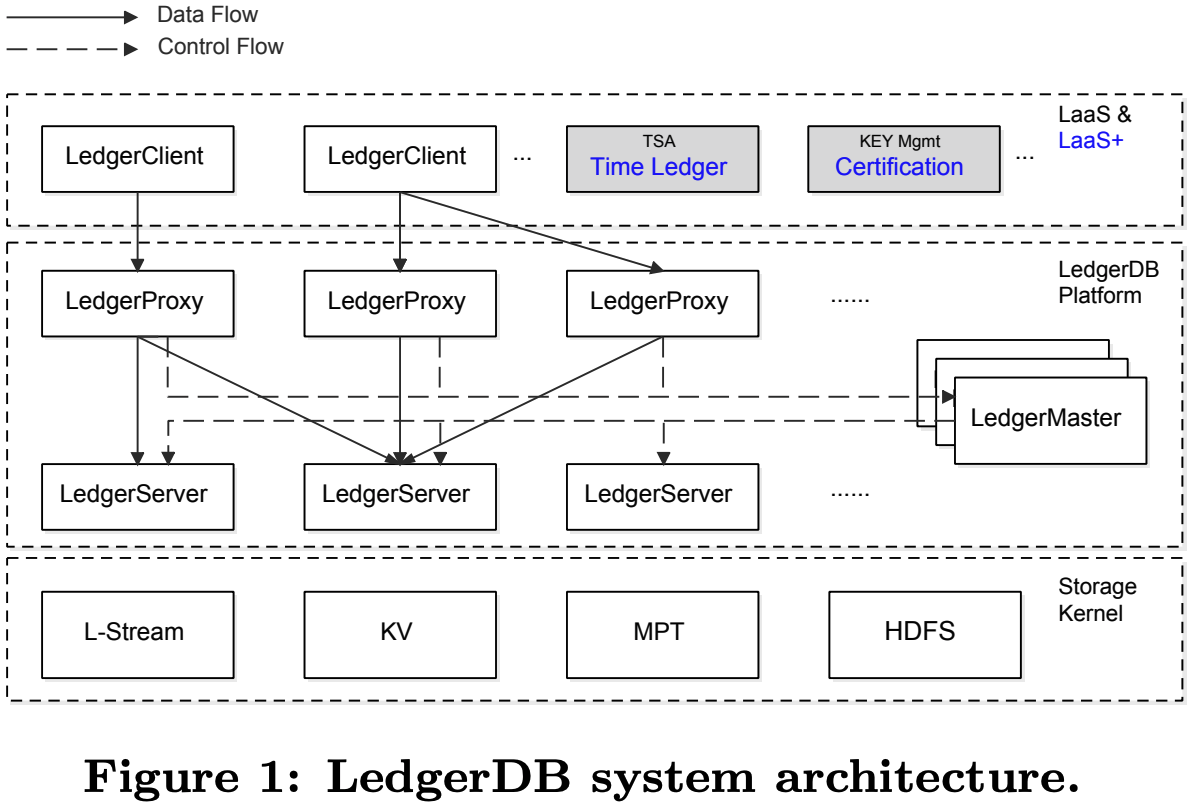 Data Flow
Control Flow
LaaS &
LaaS+
LedgerClient
LedgerClient
...
TSA
Time Ledger
KEY Mgmt
Certification
...
LedgerDB
Platform
LedgerProxy
LedgerProxy
LedgerProxy
......
LedgerMaster
LedgerServer
LedgerServer
LedgerServer
......
Storage
Kernel
L-Stream
KV
MPT
HDFS
Figure 1: LedgerDB system architecture.